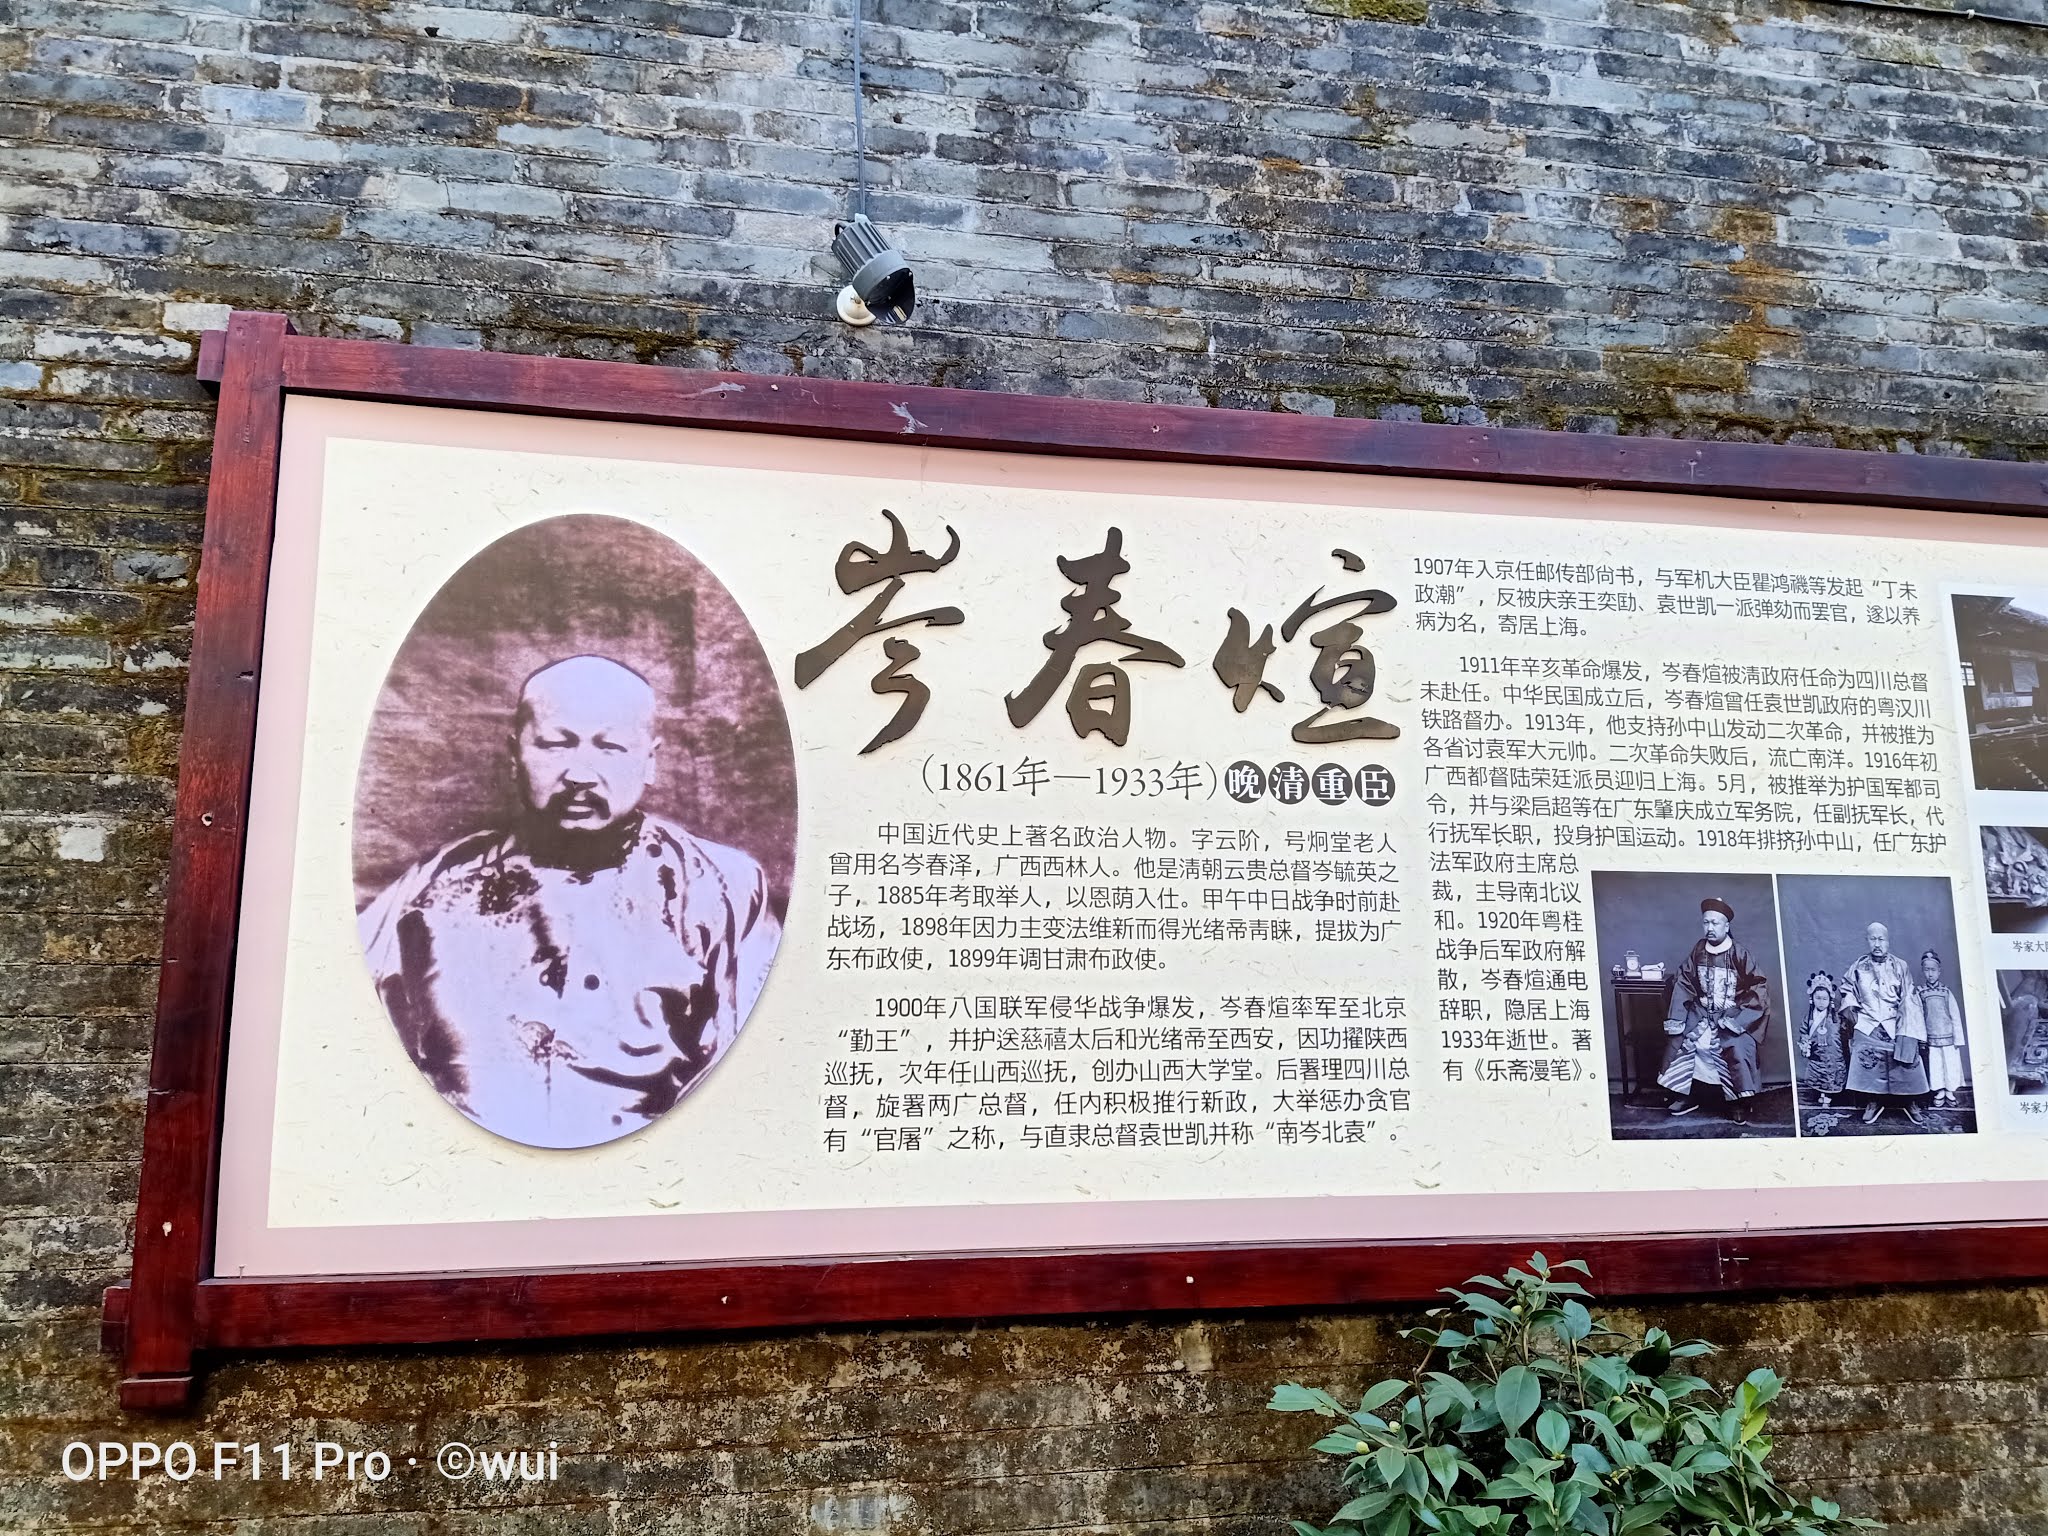 岑春煊
(1861年—1933年)晚清重臣
中国近代史上著名政治人物。字云阶，号炯堂老人
曾用名岑春泽，广西西林人。他是清朝云贵总督岑毓英之
子，1885年考取举人，以恩荫入仕。甲午中日战争时前赴
战场，1898年因力主变法维新而得光绪帝青睐，提拔为广
东布政使，1899年调甘肃布政使。
1900年八国联军侵华战争爆发，岑春煊率军至北京
“勤王”，并护送慈禧太后和光绪帝至西安，因功擢陕西
巡抚，次年任山西巡抚，创办山西大学堂。后署理四川总
督，旋署两广总督，任内积极推行新政，大举惩办贪官
有“官屠”之称，与直隶总督袁世凯并称“南岑北袁”。
1907年入京任邮传部尚书，与军机大臣瞿鸿禨等发起“丁未
政潮”，反被庆亲王奕劻、袁世凯一派弹劾而罢官，遂以养
病为名，寄居上海。
1911年辛亥革命爆发，岑春煊被清政府任命为四川总督
未赴任。中华民国成立后，岑春煊曾任袁世凯政府的粤汉川
铁路督办。1913年，他支持孙中山发动二次革命，并被推为
各省讨袁军大元帅。二次革命失败后，流亡南洋。1916年初
广西都督陆荣廷派员迎归上海。5月，被推举为护国军都司
令，并与梁启超等在广东肇庆成立军务院，任副抚军长，代
行抚军长职，投身护国运动。1918年排挤孙中山，任广东护
法军政府主席总
裁，主导南北议
和。1920年粤桂
战争后军政府解
散，岑春煊通电
辞职，隐居上海
1933年逝世。著
有《乐斋漫笔》。
岑家大
岑家大
OPPO F11 Pro · ©wui